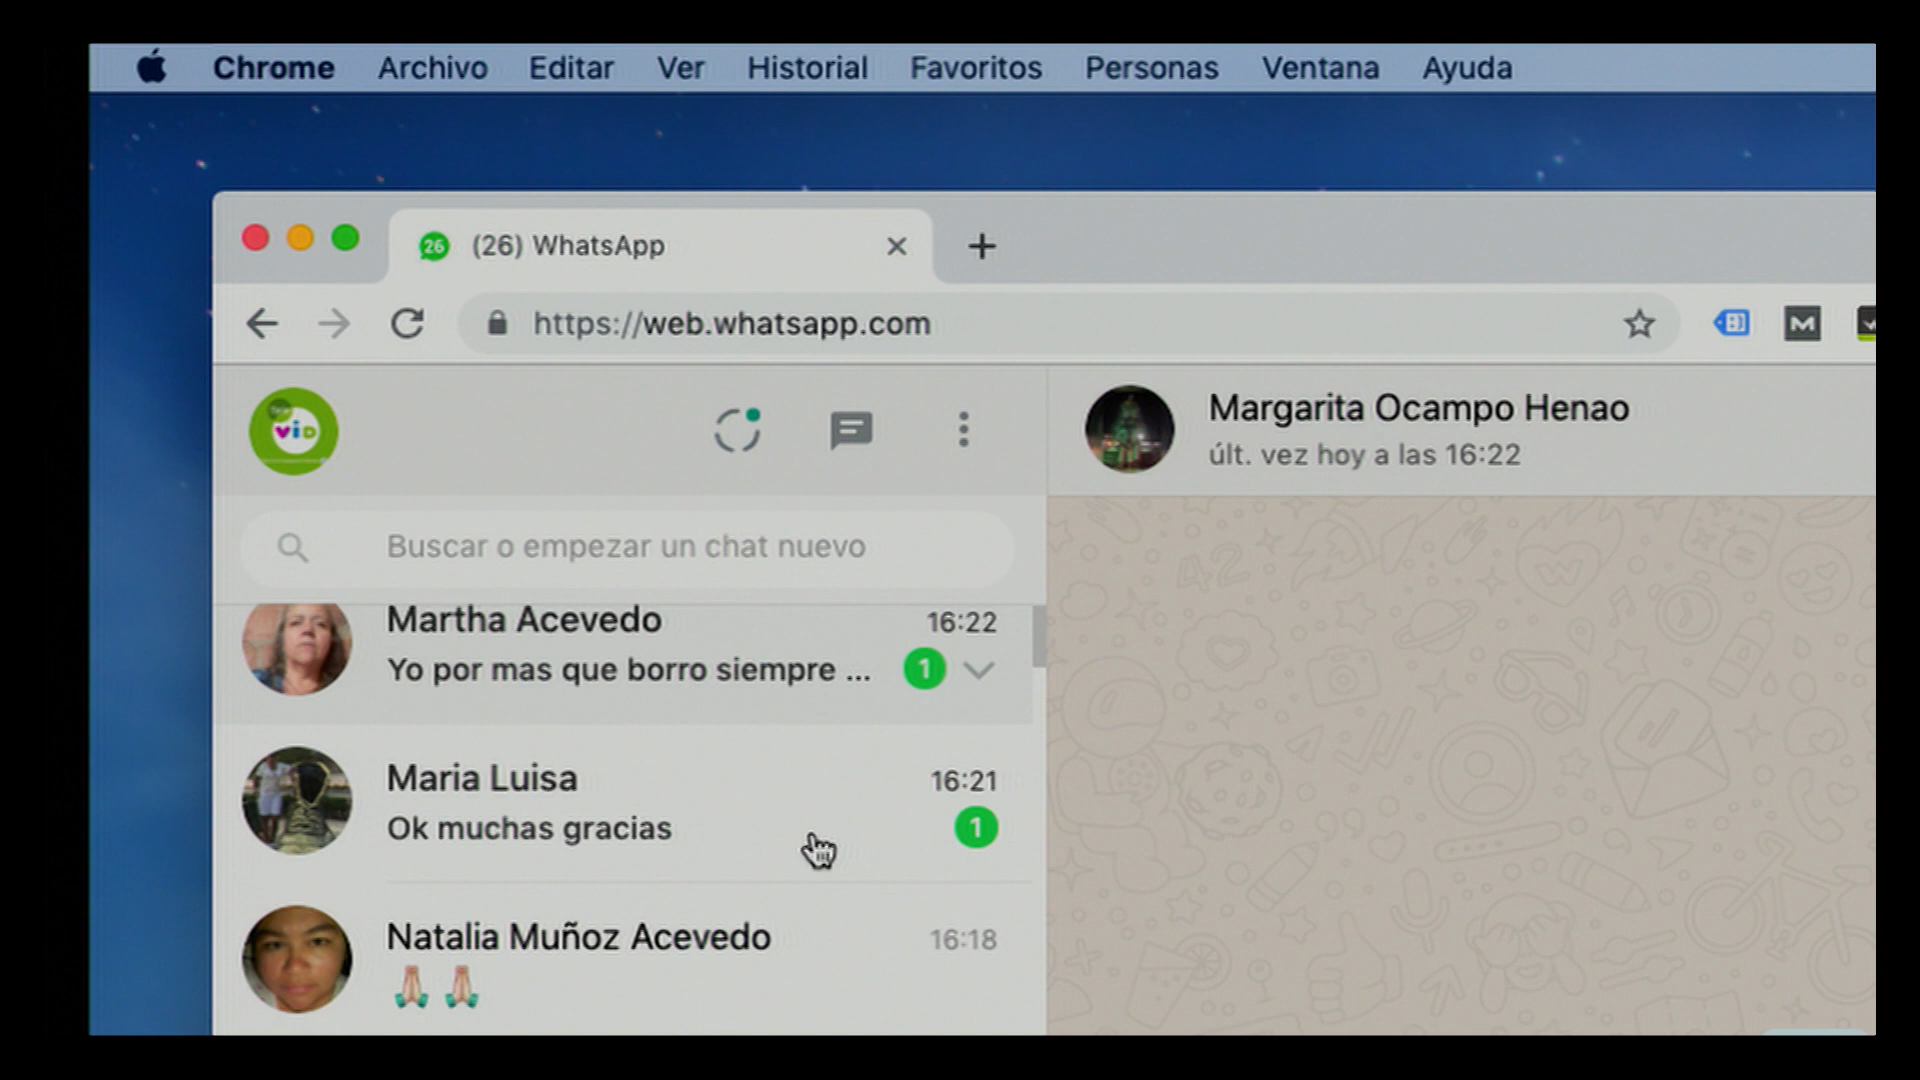 Chrome Archivo Editar Ver Historial Favoritos Personas Ventana Ayuda
26 (26) WhatsApp
https://web.whatsapp.com
M
ViD
Margarita Ocampo Henao
últ. vez hoy a las 16:22
Buscar o empezar un chat nuevo
Martha Acevedo 16:22
Yo por mas que borro siempre ... 1
Maria Luisa 16:21
Ok muchas gracias 1
Natalia Muñoz Acevedo 16:18